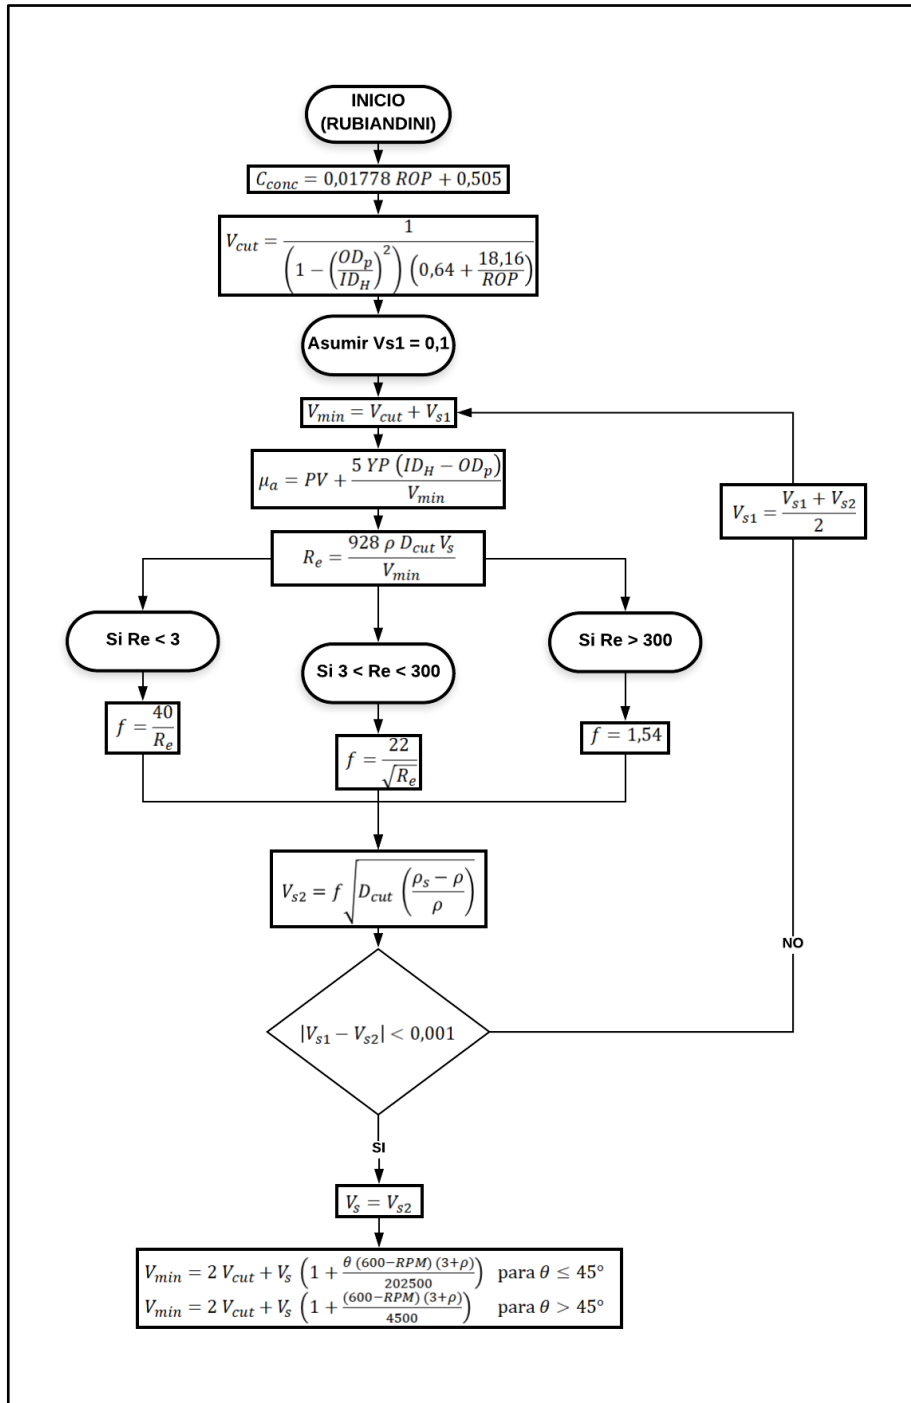 INICIO
(RUBIANDINI)
C_conc = 0,01778 ROP + 0,505
V_cut = 1 / ((1 − (OD_p/ID_H)^2) (0,64 + 18,16/ROP))
Asumir Vs1 = 0,1
V_min = V_cut + V_s1
μ_a = PV + 5 YP (ID_H − OD_p) / V_min
V_s1 = (V_s1 + V_s2) / 2
R_e = 928 ρ D_cut V_s / V_min
Si Re < 3
Si 3 < Re < 300
Si Re > 300
f = 40 / R_e
f = 22 / √R_e
f = 1,54
V_s2 = f √(D_cut ((ρ_s − ρ) / ρ))
NO
|V_s1 − V_s2| < 0,001
SI
V_s = V_s2
V_min = 2 V_cut + V_s (1 + θ (600−RPM) (3+ρ) / 202500) para θ ≤ 45°
V_min = 2 V_cut + V_s (1 + (600−RPM) (3+ρ) / 4500) para θ > 45°